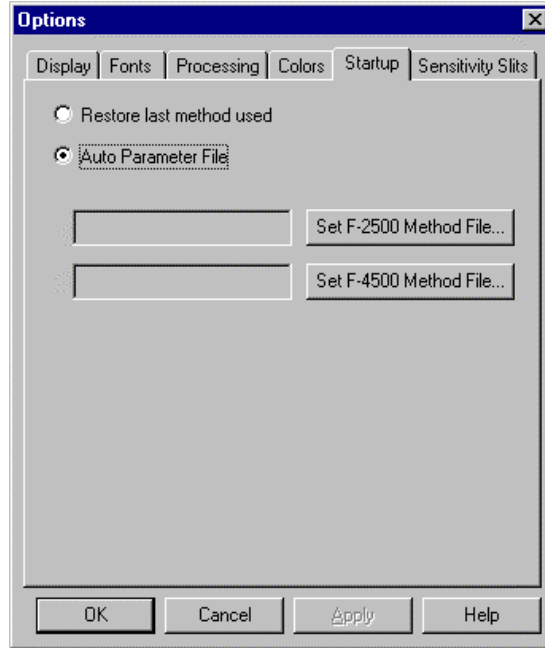 Options
Display Fonts Processing Colors Startup Sensitivity Slits
Restore last method used
Auto Parameter File
Set F-2500 Method File...
Set F-4500 Method File...
OK Cancel Apply Help